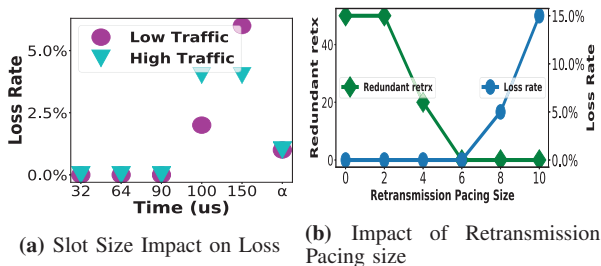 Loss Rate
5.0%
2.5%
0.0%
Low Traffic
High Traffic
32 64 90 100 150 α
Time (us)
(a) Slot Size Impact on Loss
Redundant retx
40
20
0
Redundant retrx
Loss rate
15.0%
10.0%
5.0%
0.0%
Loss Rate
0 2 4 6 8 10
Retransmission Pacing Size
(b) Impact of Retransmission
Pacing size